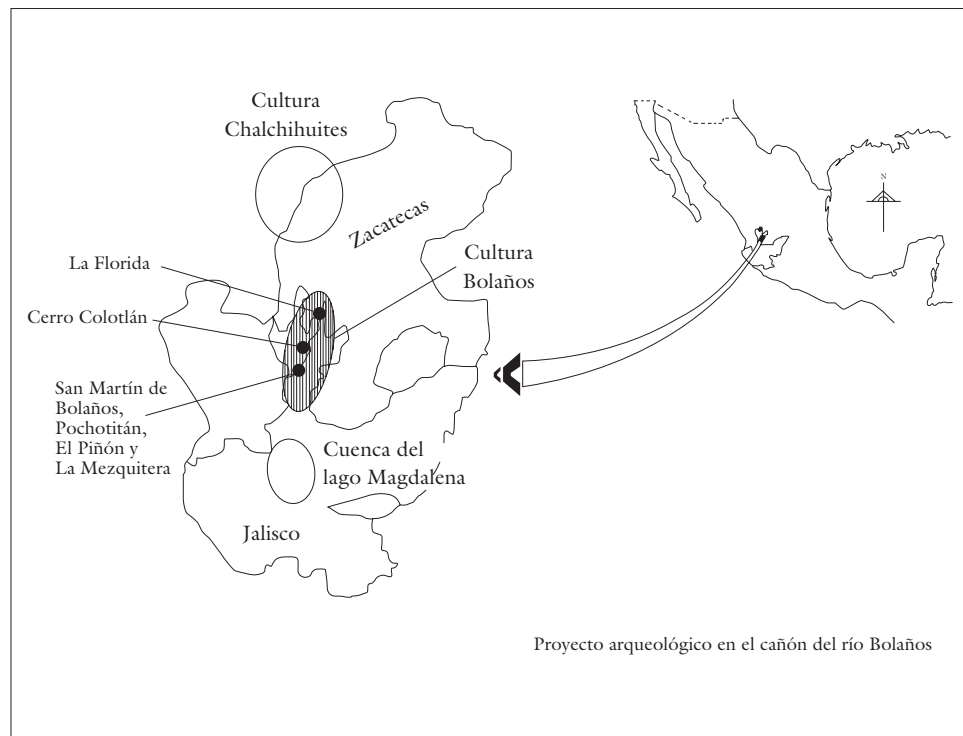 Cultura
Chalchihuites
N
Zacatecas
La Florida
Cultura
Bolaños
Cerro Colotlán
San Martín de
Bolaños,
Pochotitán,
El Piñón y
La Mezquitera
Cuenca del
lago Magdalena
Jalisco
Proyecto arqueológico en el cañón del río Bolaños